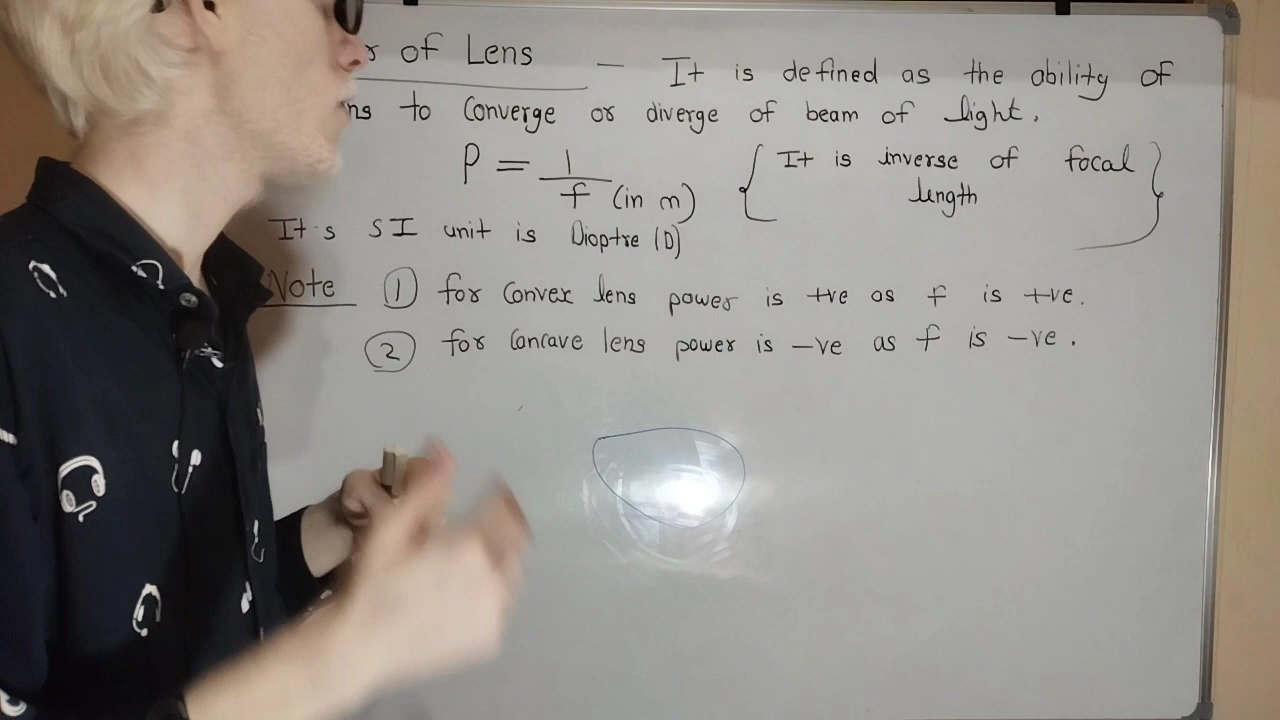 r of Lens — It is defined as the ability of
ns to Converge or diverge of beam of light.
P = 1/f (in m) { It is inverse of focal length }
It's SI unit is Dioptre (D)
Note ① for Convex lens power is +ve as f is +ve.
② for Concave lens power is -ve as f is -ve.